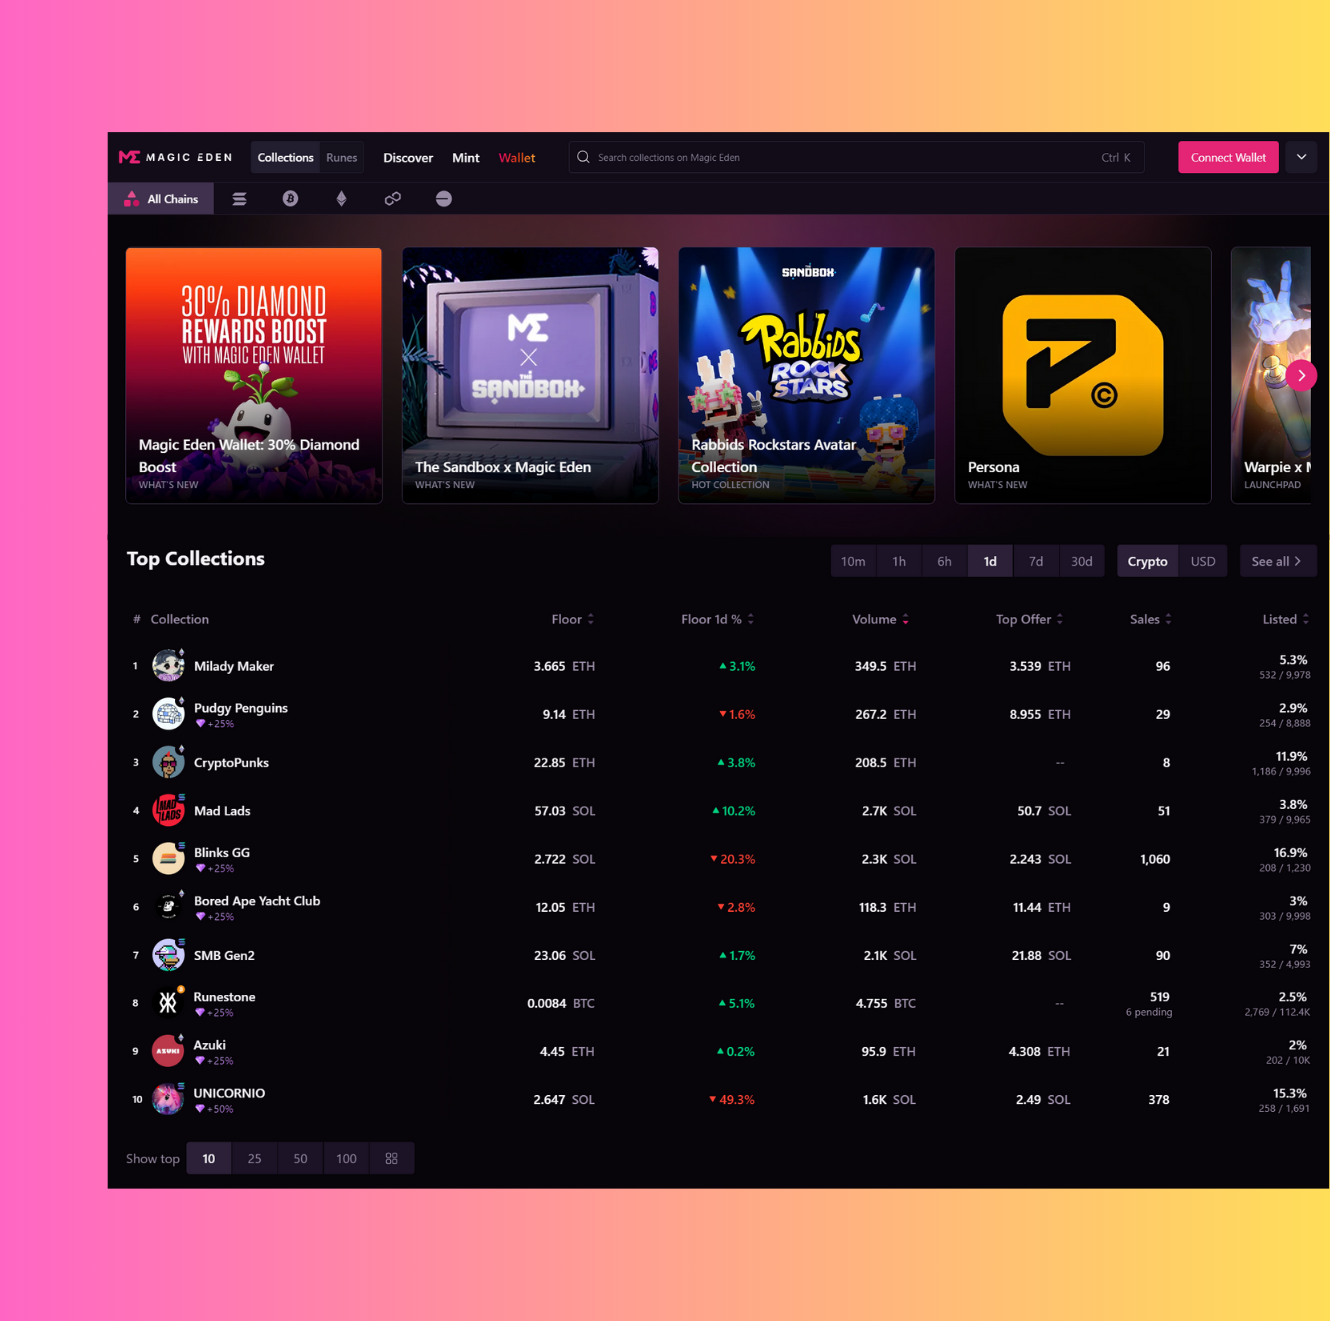 MAGIC EDEN
Collections Runes Discover Mint Wallet Search collections on Magic Eden Ctrl K Connect Wallet
All Chains
30% DIAMOND
REWARDS BOOST
WITH MAGIC EDEN WALLET
Magic Eden Wallet: 30% Diamond
Boost
WHAT'S NEW
ME
X
THE
SANDBOX
The Sandbox x Magic Eden
WHAT'S NEW
THE
SANDBOX
Rabbids
ROCK
STARS
Rabbids Rockstars Avatar
Collection
HOT COLLECTION
©
Persona
WHAT'S NEW
Warpie x
LAUNCHPAD
Top Collections
10m 1h 6h 1d 7d 30d Crypto USD See all
# Collection Floor Floor 1d % Volume Top Offer Sales Listed
1 Milady Maker 3.665 ETH 3.1% 349.5 ETH 3.539 ETH 96 5.3%
532 / 9,978
2 Pudgy Penguins 9.14 ETH 1.6% 267.2 ETH 8.955 ETH 29 2.9%
+25% 254 / 8,888
3 CryptoPunks 22.85 ETH 3.8% 208.5 ETH -- 8 11.9%
1,186 / 9,996
MAD
LADS
4 Mad Lads 57.03 SOL 10.2% 2.7K SOL 50.7 SOL 51 3.8%
379 / 9,965
5 Blinks GG 2.722 SOL 20.3% 2.3K SOL 2.243 SOL 1,060 16.9%
+25% 208 / 1,230
6 Bored Ape Yacht Club 12.05 ETH 2.8% 118.3 ETH 11.44 ETH 9 3%
+25% 303 / 9,998
7 SMB Gen2 23.06 SOL 1.7% 2.1K SOL 21.88 SOL 90 7%
352 / 4,993
8 Runestone 0.0084 BTC 5.1% 4.755 BTC -- 519 2.5%
+25% 6 pending 2,769 / 112.4K
AZUKI
9 Azuki 4.45 ETH 0.2% 95.9 ETH 4.308 ETH 21 2%
+25% 202 / 10K
10 UNICORNIO 2.647 SOL 49.3% 1.6K SOL 2.49 SOL 378 15.3%
+50% 258 / 1,691
Show top 10 25 50 100